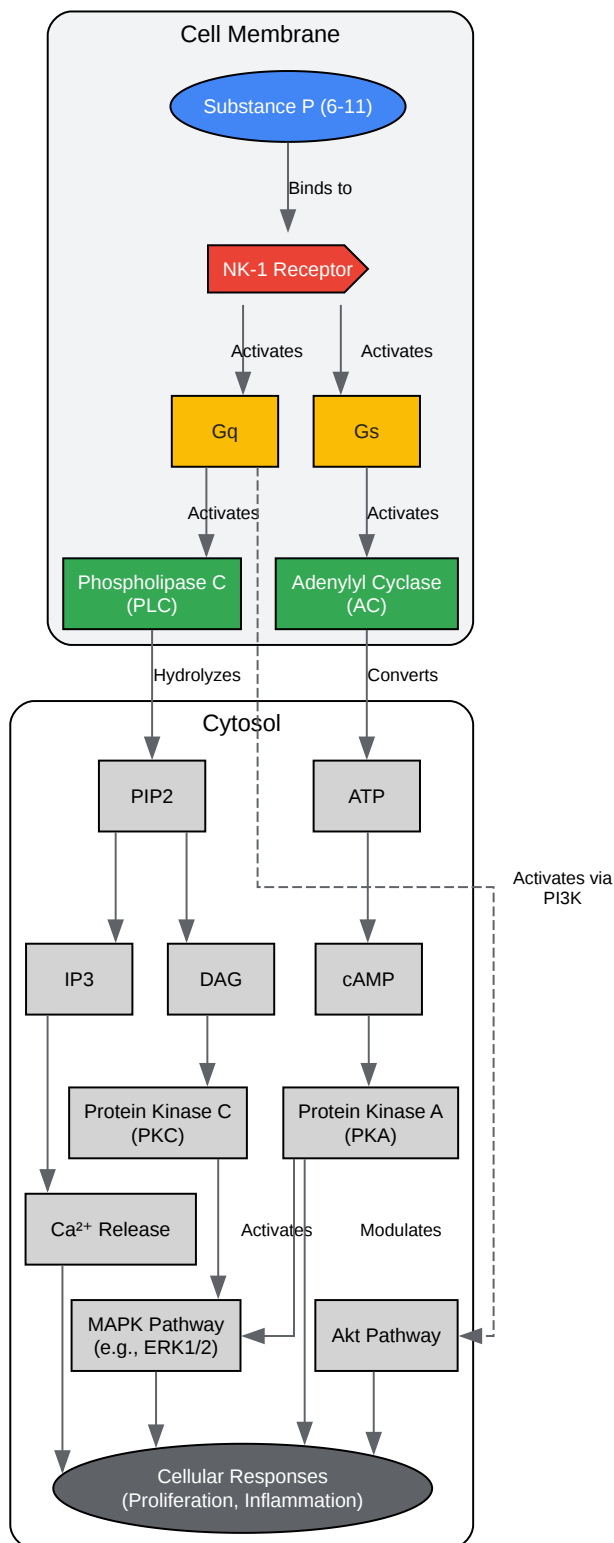 Cell Membrane
Substance P (6-11)
Binds to
NK-1 Receptor
Activates
Activates
Gq
Gs
Activates
Activates
Phospholipase C
(PLC)
Adenylyl Cyclase
(AC)
Hydrolyzes
Converts
Cytosol
PIP2
ATP
Activates via
PI3K
IP3
DAG
cAMP
Protein Kinase C
(PKC)
Protein Kinase A
(PKA)
Ca²⁺ Release
Activates
Modulates
MAPK Pathway
(e.g., ERK1/2)
Akt Pathway
Cellular Responses
(Proliferation, Inflammation)